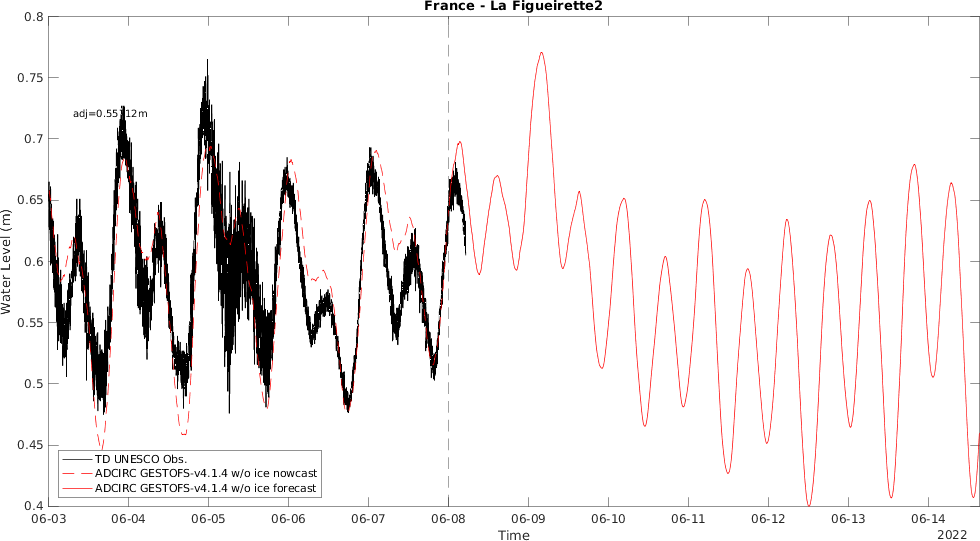 France - La Figueirette2
0.8
0.75
0.7
0.65
0.6
0.55
0.5
0.45
0.4
Water Level (m)
TD UNESCO Obs.
ADCIRC GESTOFS-v4.1.4 w/o ice nowcast
ADCIRC GESTOFS-v4.1.4 w/o ice forecast
06-03 06-04 06-05 06-06 06-07 06-08 06-09 06-10 06-11 06-12 06-13 06-14
Time
2022